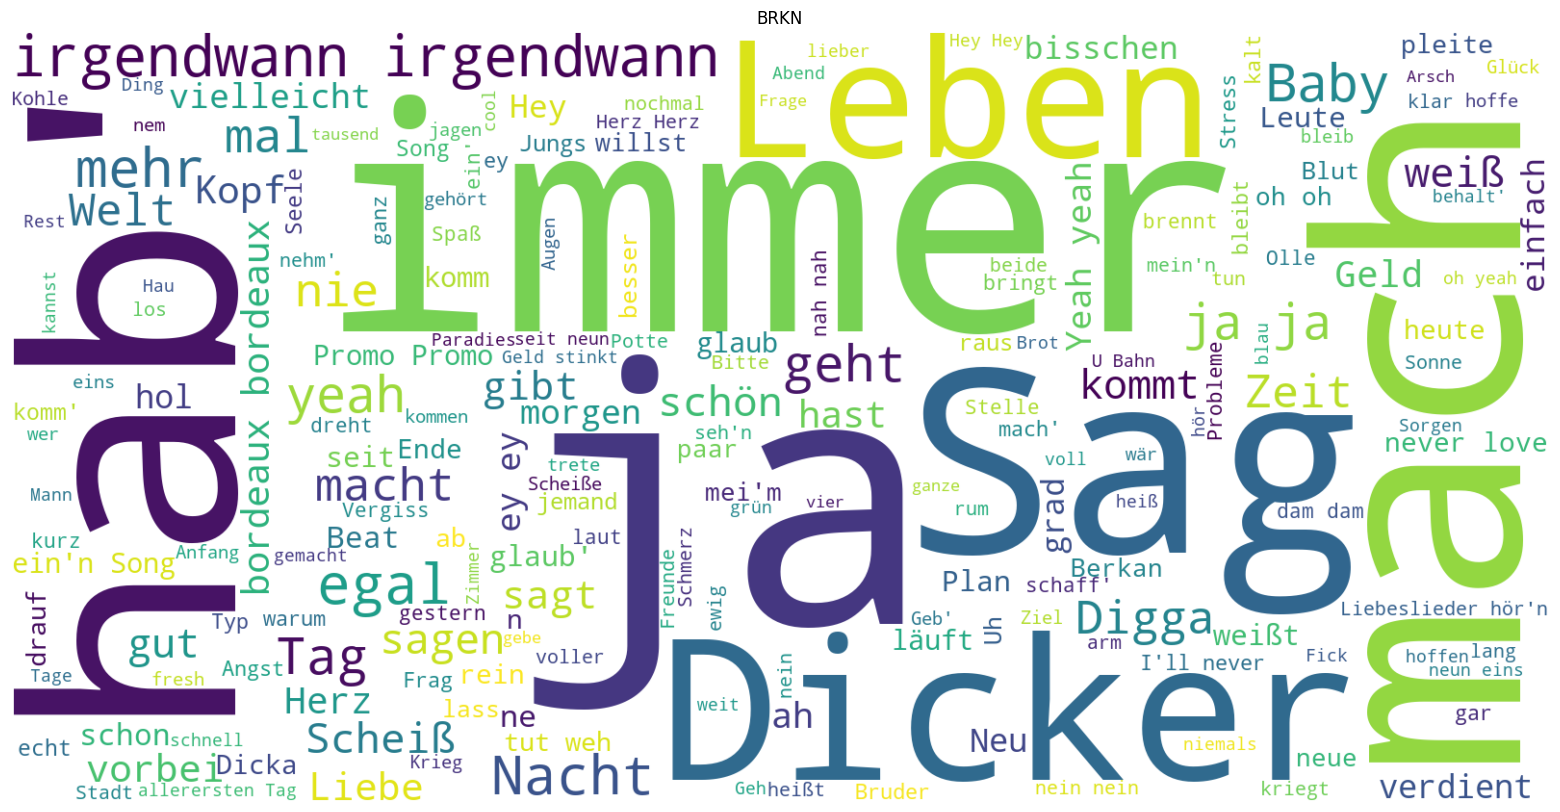 BRKN
irgendwann irgendwann
Leben
immer
hab'
ja
Sag
mach
Dicker
lieber
Hey Hey
bisschen
kalt
pleite
Arsch
Glück
Abend
Frage
Baby
klar
hoffe
Kohle
Ding
vielleicht
nem
mal
tausend
jagen
cool
Hey
nochmal
Herz Herz
Song
ein'
ey
Jungs
willst
Stress
Leute
bleib
mehr
Kopf
Seele
Welt
Rest
ganz
gehört
Spaß
Augen
besser
nah nah
beide
bringt
Yeah yeah
brennt
bleibt
oh oh
Blut
weiß
behalt'
einfach
Olle
mein'n
tun
Geld
oh yeah
kannst
Hau
los
bordeaux bordeaux
nehm'
nie
komm
Paradies
seit neun
Potte
glaub
Promo Promo
Geld stinkt
Bitte
geht
raus
Brot
U Bahn
ja ja
blau
heute
Sonne
eins
hol
komm'
wer
yeah
dreht
kommen
gibt
morgen
schön
hast
seh'n
paar
Stelle
mach'
kommt
hör
Probleme
Zeit
Sorgen
never love
seit
Ende
ey ey
trete
Scheiße
jemand
mei'm
grün
vier
ganze
voll
wär
rum
grad
heiß
dam dam
Mann
macht
Vergiss
kurz
Beat
ab
laut
Anfang
gemacht
ein'n Song
Zimmer
glaub'
Freunde
Schmerz
Plan
schaff'
Berkan
drauf
egal
gestern
sagt
n
ewig
Geb'
Ziel
Digga
Liebeslieder hör'n
Typ
warum
gut
Tag
sagen
gebe
läuft
Uh
arm
weißt
Tage
fresh
Angst
Frag
rein
voller
nein
I'll never
Fick
hoffen
lang
neun eins
Herz
lass
ne
weit
ah
gar
echt
schon
schnell
Scheiß
tut weh
Neu
niemals
neue
vorbei
Dicka
Krieg
Nacht
Stadt
allerersten Tag
Liebe
Geh
heißt
Bruder
nein nein
kriegt
verdient